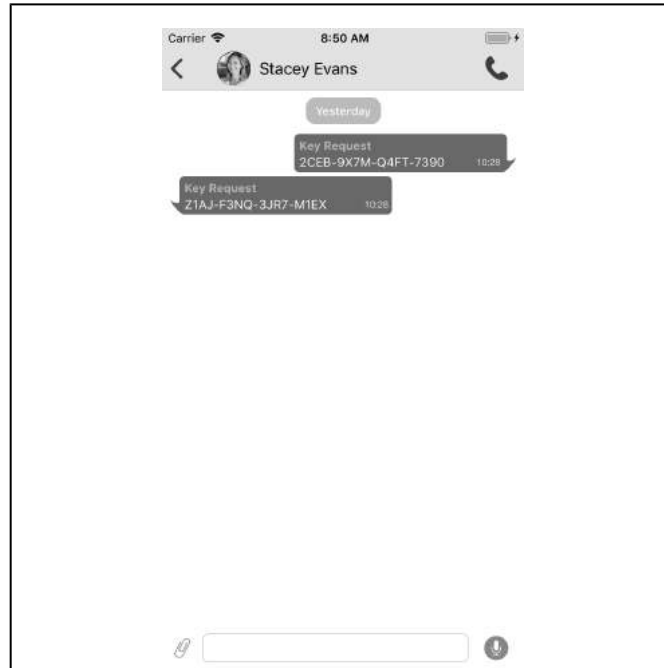 Carrier 8:50 AM
Stacey Evans
Yesterday
Key Request
2CEB-9X7M-Q4FT-7390 10:28
Key Request
Z1AJ-F3NQ-3JR7-M1EX 10:28